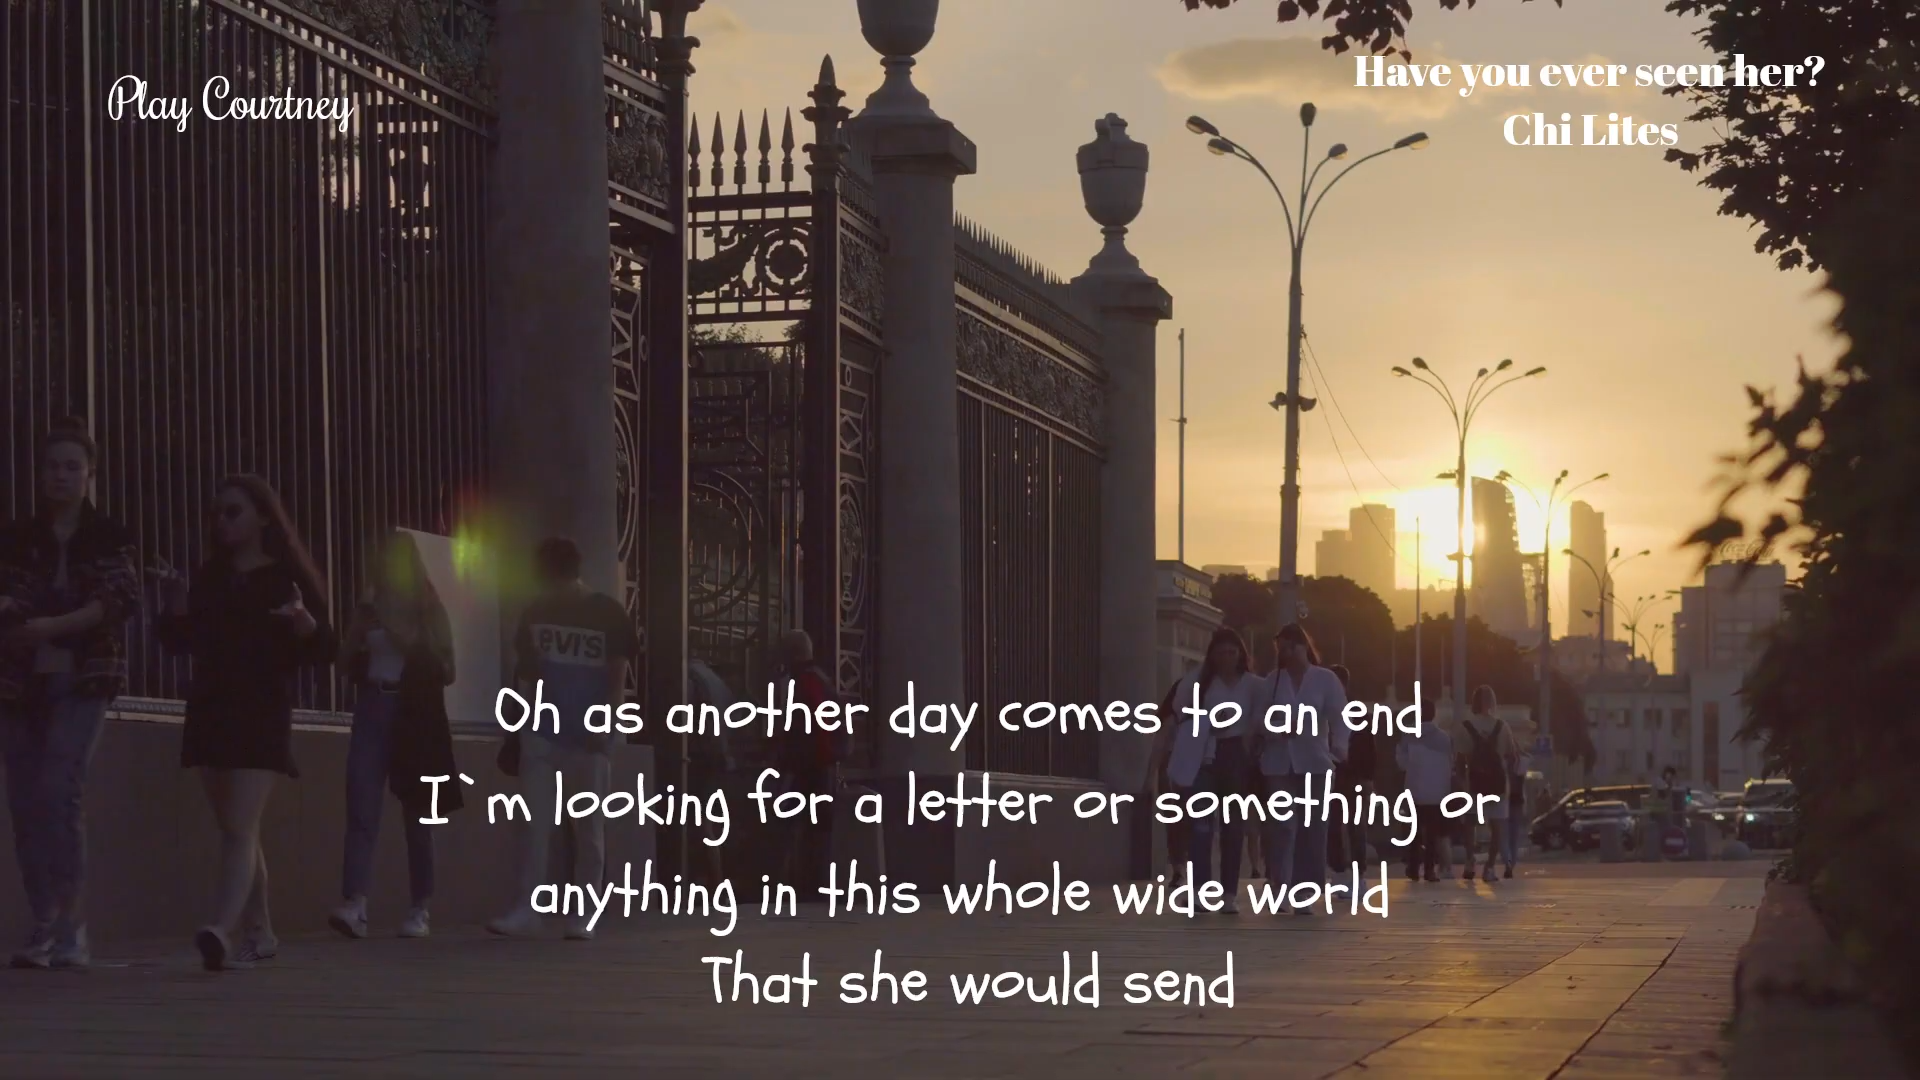 Play Courtney
Have you ever seen her?
Chi Lites
evi's
Oh as another day comes to an end
I`m looking for a letter or something or
anything in this whole wide world
That she would send